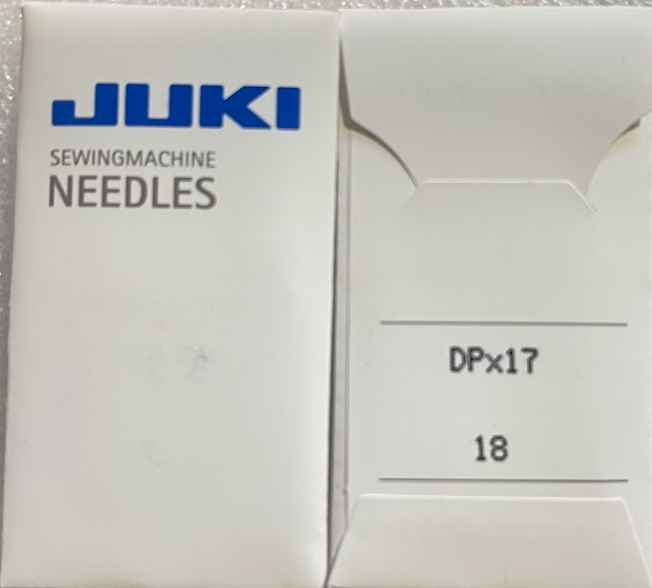 JUKI
SEWINGMACHINE
NEEDLES
DPx17
18